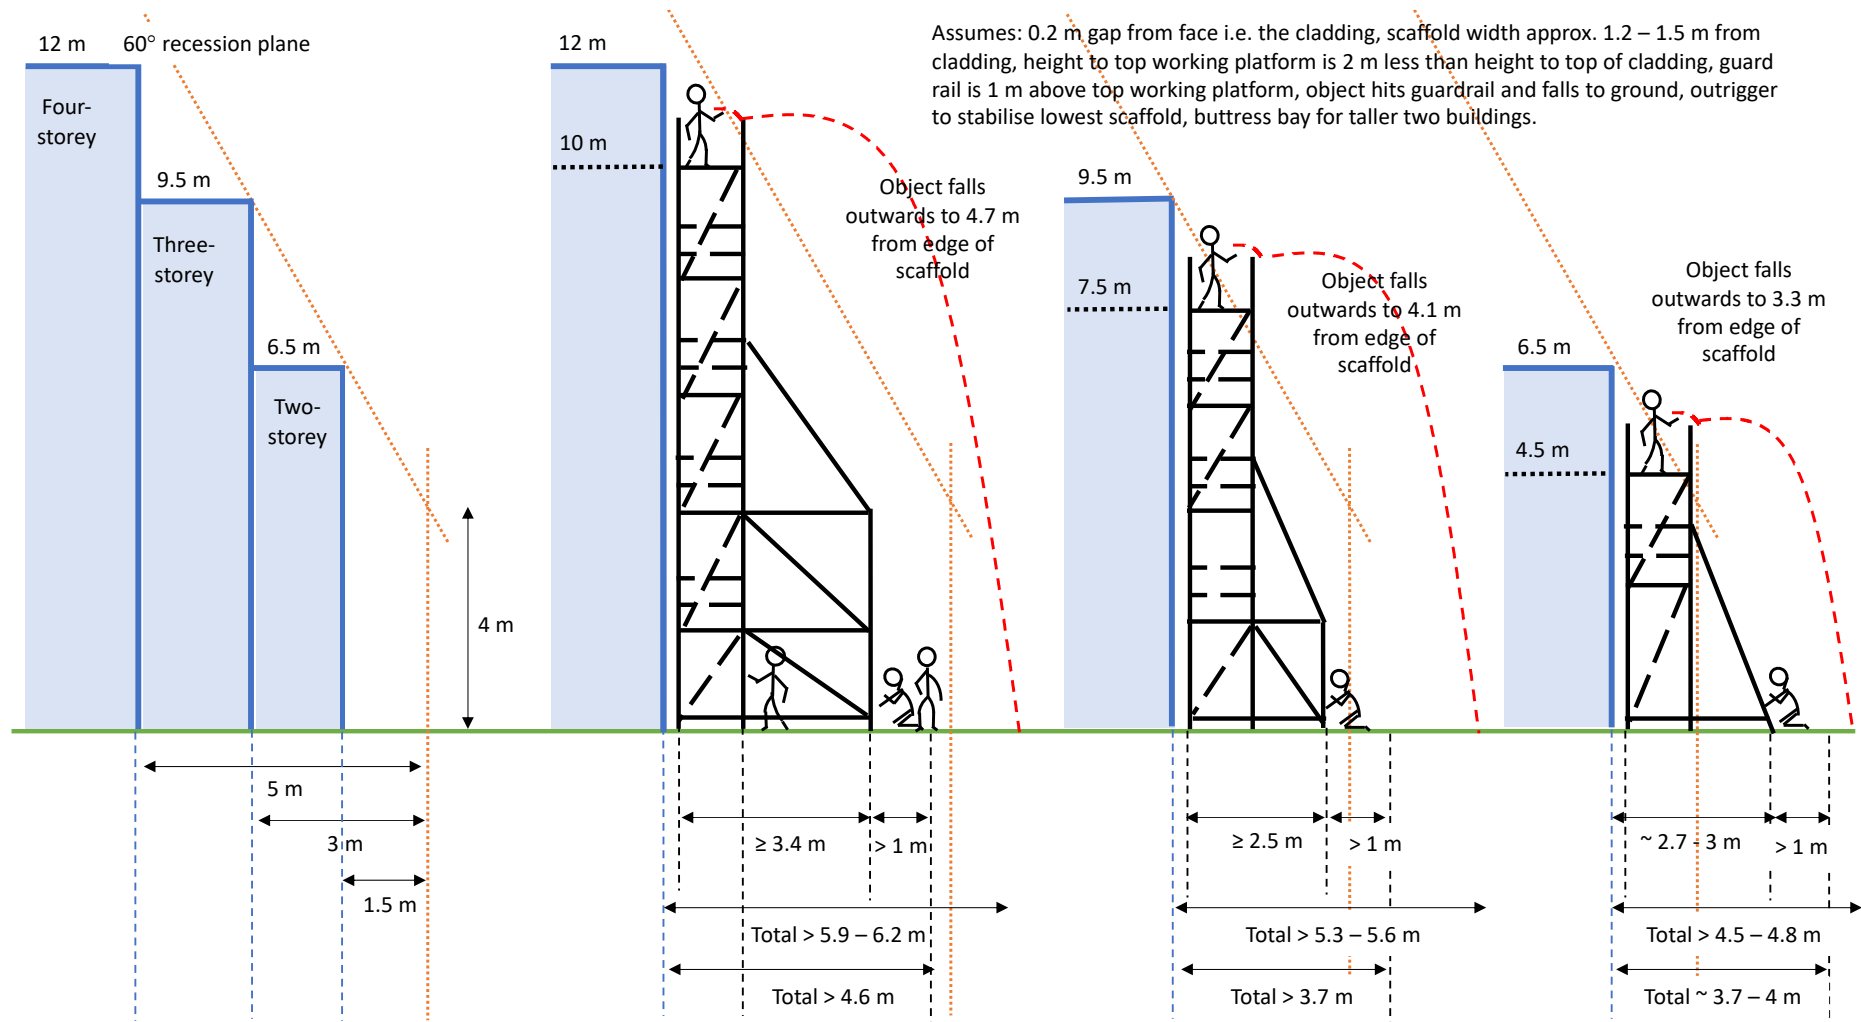 12 m
60° recession plane
Four-
storey
9.5 m
Three-
storey
6.5 m
Two-
storey
4 m
5 m
3 m
1.5 m
12 m
10 m
Object falls
outwards to 4.7 m
from edge of
scaffold
≥ 3.4 m
> 1 m
Total > 5.9 – 6.2 m
Total > 4.6 m
Assumes: 0.2 m gap from face i.e. the cladding, scaffold width approx. 1.2 – 1.5 m from
cladding, height to top working platform is 2 m less than height to top of cladding, guard
rail is 1 m above top working platform, object hits guardrail and falls to ground, outrigger
to stabilise lowest scaffold, buttress bay for taller two buildings.
9.5 m
7.5 m
Object falls
outwards to 4.1 m
from edge of
scaffold
≥ 2.5 m
> 1 m
Total > 5.3 – 5.6 m
Total > 3.7 m
6.5 m
4.5 m
Object falls
outwards to 3.3 m
from edge of
scaffold
~ 2.7 - 3 m
> 1 m
Total > 4.5 – 4.8 m
Total ~ 3.7 – 4 m